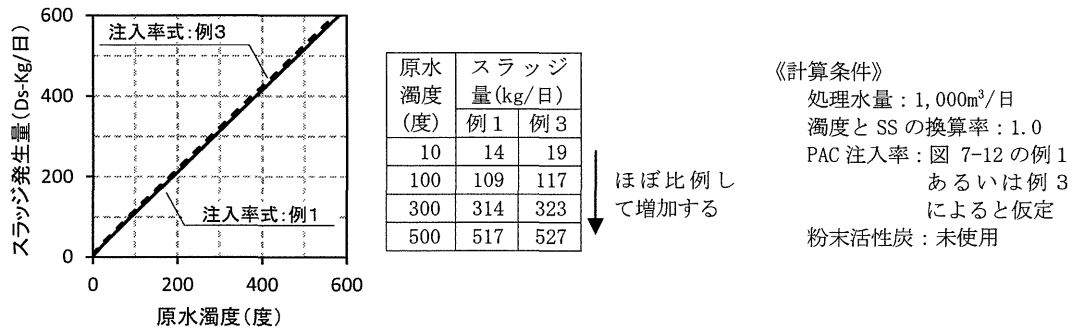 スラッジ発生量(Ds-Kg/日)
600
400
200
0
注入率式:例3
注入率式:例1
0 200 400 600
原水濁度(度)
原水濁度(度) スラッジ量(kg/日)
例1 例3
10 14 19
100 109 117
300 314 323
500 517 527
ほぼ比例し
て増加する
《計算条件》
処理水量:1,000m³/日
濁度とSSの換算率:1.0
PAC注入率:図 7-12の例1
あるいは例3
によると仮定
粉末活性炭:未使用